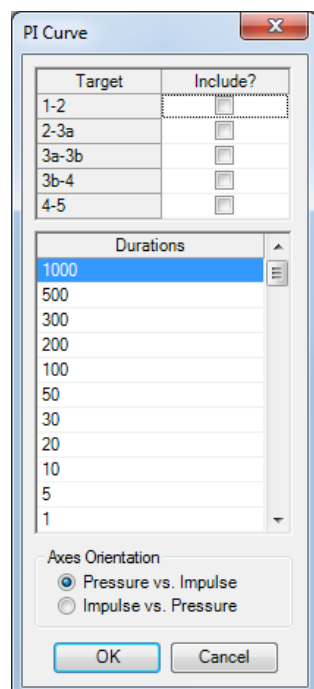 PI Curve
Target Include?
1-2
2-3a
3a-3b
3b-4
4-5
Durations
1000
500
300
200
100
50
30
20
10
5
1
Axes Orientation
Pressure vs. Impulse
Impulse vs. Pressure
OK Cancel